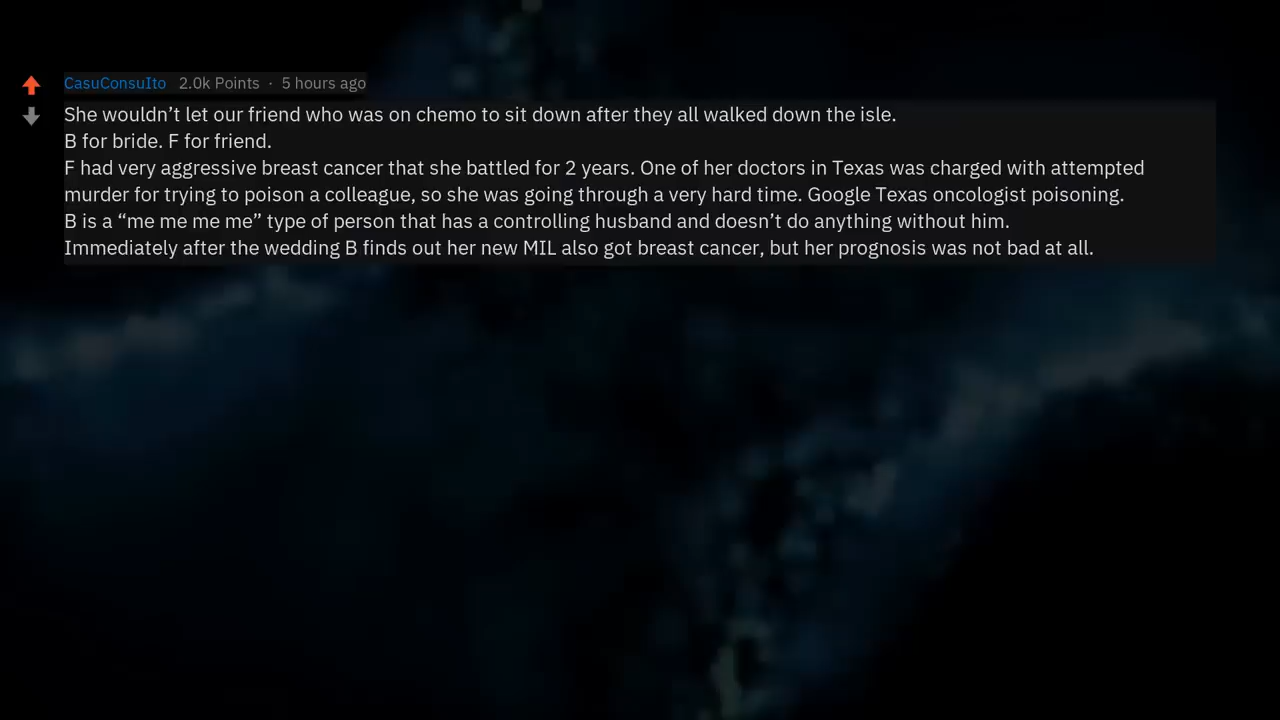 CasuConsuIto 2.0k Points · 5 hours ago
She wouldn’t let our friend who was on chemo to sit down after they all walked down the isle.
B for bride. F for friend.
F had very aggressive breast cancer that she battled for 2 years. One of her doctors in Texas was charged with attempted
murder for trying to poison a colleague, so she was going through a very hard time. Google Texas oncologist poisoning.
B is a “me me me me” type of person that has a controlling husband and doesn’t do anything without him.
Immediately after the wedding B finds out her new MIL also got breast cancer, but her prognosis was not bad at all.